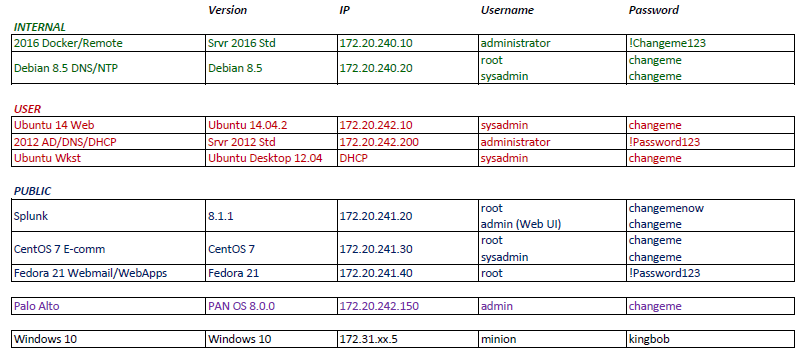 Version IP Username Password
INTERNAL
2016 Docker/Remote Srvr 2016 Std 172.20.240.10 administrator !Changeme123
Debian 8.5 DNS/NTP Debian 8.5 172.20.240.20 root changeme
sysadmin changeme
USER
Ubuntu 14 Web Ubuntu 14.04.2 172.20.242.10 sysadmin changeme
2012 AD/DNS/DHCP Srvr 2012 Std 172.20.242.200 administrator !Password123
Ubuntu Wkst Ubuntu Desktop 12.04 DHCP sysadmin changeme
PUBLIC
Splunk 8.1.1 172.20.241.20 root changemenow
admin (Web UI) changeme
CentOS 7 E-comm CentOS 7 172.20.241.30 root changeme
sysadmin changeme
Fedora 21 Webmail/WebApps Fedora 21 172.20.241.40 root !Password123
Palo Alto PAN OS 8.0.0 172.20.242.150 admin changeme
Windows 10 Windows 10 172.31.xx.5 minion kingbob